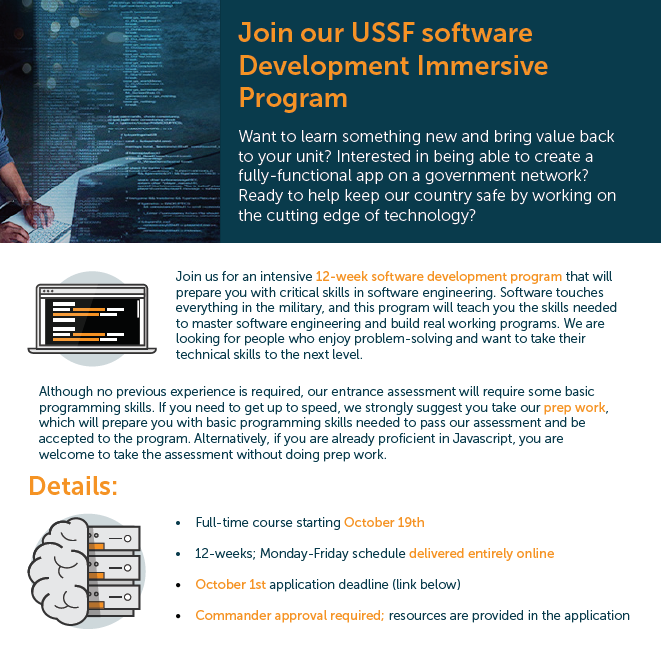 Join our USSF software
Development Immersive
Program
Want to learn something new and bring value back
to your unit? Interested in being able to create a
fully-functional app on a government network?
Ready to help keep our country safe by working on
the cutting edge of technology?
Join us for an intensive 12-week software development program that will
prepare you with critical skills in software engineering. Software touches
everything in the military, and this program will teach you the skills needed
to master software engineering and build real working programs. We are
looking for people who enjoy problem-solving and want to take their
technical skills to the next level.
Although no previous experience is required, our entrance assessment will require some basic
programming skills. If you need to get up to speed, we strongly suggest you take our prep work,
which will prepare you with basic programming skills needed to pass our assessment and be
accepted to the program. Alternatively, if you are already proficient in Javascript, you are
welcome to take the assessment without doing prep work.
Details:
• Full-time course starting October 19th
• 12-weeks; Monday-Friday schedule delivered entirely online
• October 1st application deadline (link below)
• Commander approval required; resources are provided in the application